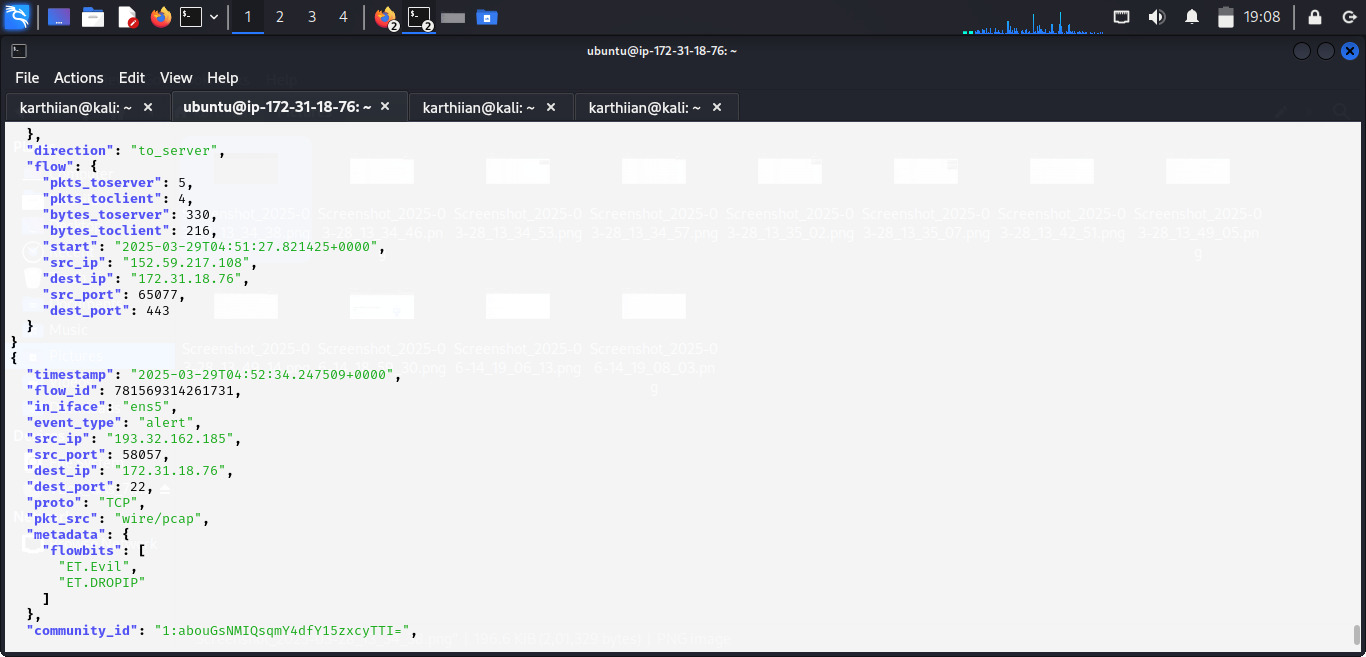 1 2 3 4 2 2 19:08
ubuntu@ip-172-31-18-76: ~
File Actions Edit View Help
karthiian@kali: ~ × ubuntu@ip-172-31-18-76: ~ × karthiian@kali: ~ × karthiian@kali: ~ ×
},
"direction": "to_server",
"flow": {
"pkts_toserver": 5,
"pkts_toclient": 4,
"bytes_toserver": 330,
"bytes_toclient": 216,
"start": "2025-03-29T04:51:27.821425+0000",
"src_ip": "152.59.217.108",
"dest_ip": "172.31.18.76",
"src_port": 65077,
"dest_port": 443
}
}
{
"timestamp": "2025-03-29T04:52:34.247509+0000",
"flow_id": 781569314261731,
"in_iface": "ens5",
"event_type": "alert",
"src_ip": "193.32.162.185",
"src_port": 58057,
"dest_ip": "172.31.18.76",
"dest_port": 22,
"proto": "TCP",
"pkt_src": "wire/pcap",
"metadata": {
"flowbits": [
"ET.Evil",
"ET.DROPIP"
]
},
"community_id": "1:abouGsNMIQsqmY4dfY15zxcyTTI=",